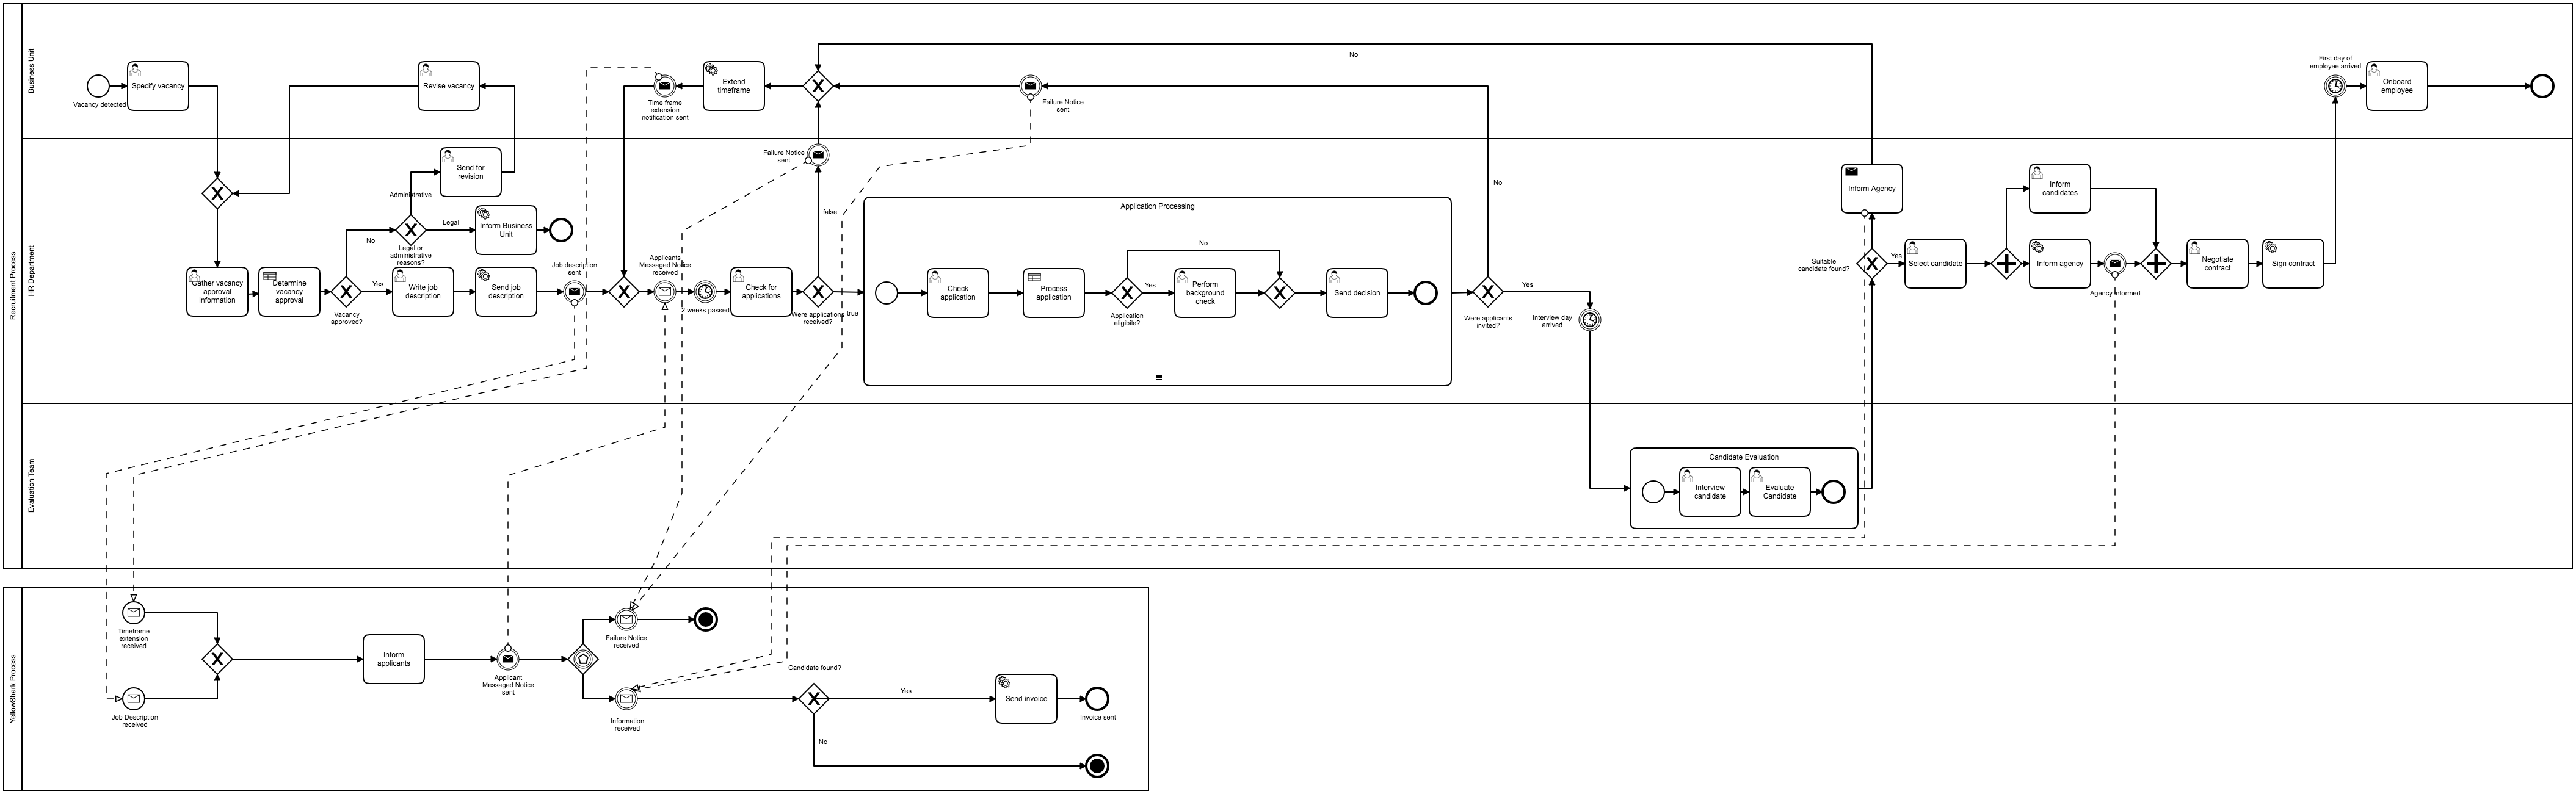 Recruitment Process
Business Unit
Vacancy detected
Specify vacancy
Revise vacancy
Time frame
extension
notification sent
Extend
timeframe
Failure Notice
sent
No
First day of
employee arrived
Onboard
employee
HR Department
Gather vacancy
approval
information
Determine
vacancy
approval
Vacancy
approved?
No
Yes
Administrative
Send for
revision
Legal
Legal or
administrative
reasons?
Inform Business
Unit
Write job
description
Send job
description
Job description
sent
Applicants
Messaged Notice
received
2 weeks passed
Check for
applications
Were applications
received?
false
true
Failure Notice
sent
Application Processing
Check
application
Process
application
Application
eligibile?
No
Yes
Perform
background
check
Send decision
Were applicants
invited?
No
Yes
Interview day
arrived
Inform Agency
Suitable
candidate found?
Yes
Select candidate
Inform
candidates
Inform agency
Agency informed
Negotiate
contract
Sign contract
Evaluation Team
Candidate Evaluation
Interview
candidate
Evaluate
Candidate
YellowShark Process
Timeframe
extension
received
Job Description
received
Inform
applicants
Applicant
Messaged Notice
sent
Failure Notice
received
Information
received
Candidate found?
Yes
No
Send invoice
Invoice sent